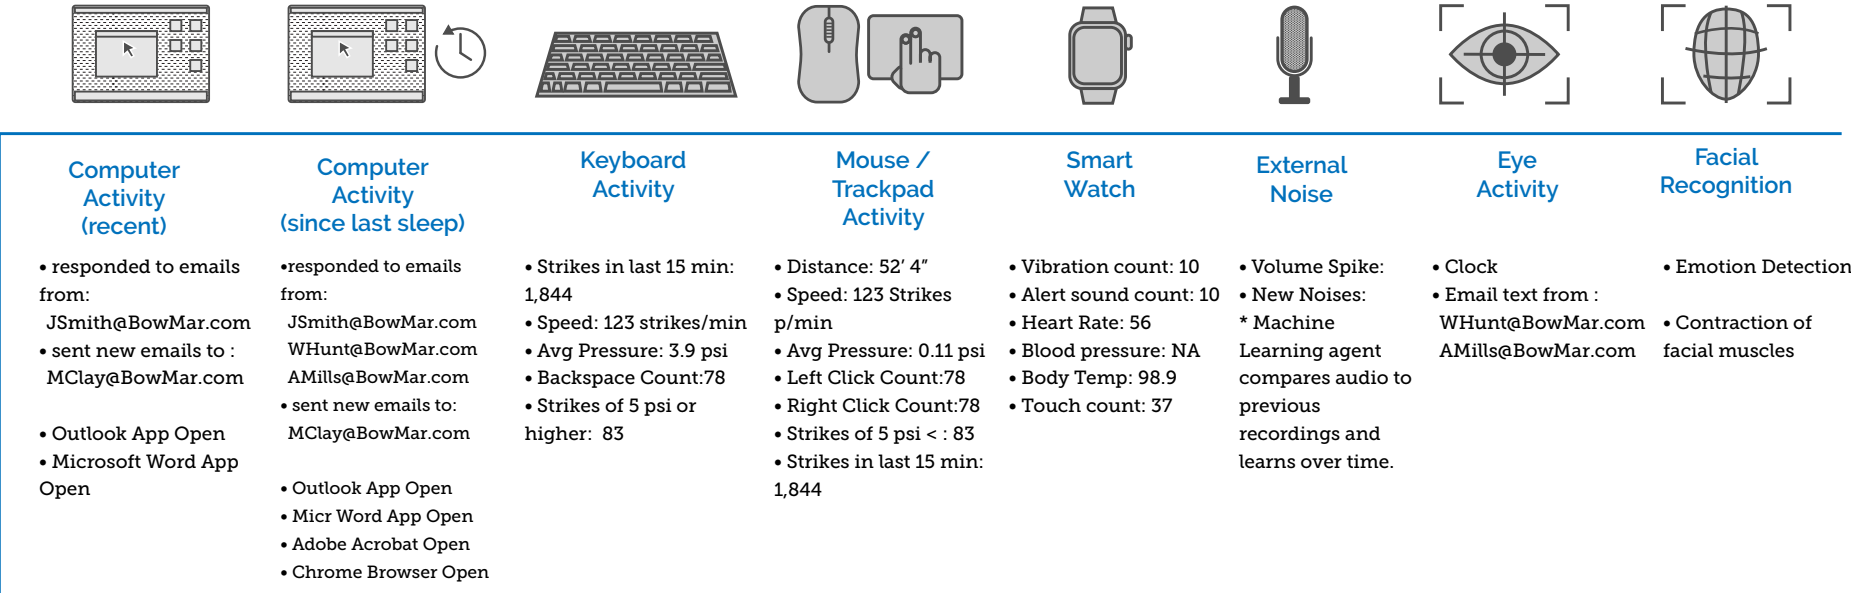 Computer
Activity
(recent)
• responded to emails
from:
JSmith@BowMar.com
• sent new emails to :
MClay@BowMar.com
• Outlook App Open
• Microsoft Word App
Open
Computer
Activity
(since last sleep)
•responded to emails
from:
JSmith@BowMar.com
WHunt@BowMar.com
AMills@BowMar.com
• sent new emails to:
MClay@BowMar.com
• Outlook App Open
• Micr Word App Open
• Adobe Acrobat Open
• Chrome Browser Open
Keyboard
Activity
• Strikes in last 15 min:
1,844
• Speed: 123 strikes/min
• Avg Pressure: 3.9 psi
• Backspace Count:78
• Strikes of 5 psi or
higher: 83
Mouse /
Trackpad
Activity
• Distance: 52’ 4”
• Speed: 123 Strikes
p/min
• Avg Pressure: 0.11 psi
• Left Click Count:78
• Right Click Count:78
• Strikes of 5 psi < : 83
• Strikes in last 15 min:
1,844
Smart
Watch
• Vibration count: 10
• Alert sound count: 10
• Heart Rate: 56
• Blood pressure: NA
• Body Temp: 98.9
• Touch count: 37
External
Noise
• Volume Spike:
• New Noises:
* Machine
Learning agent
compares audio to
previous
recordings and
learns over time.
Eye
Activity
• Clock
• Email text from :
WHunt@BowMar.com
AMills@BowMar.com
Facial
Recognition
• Emotion Detection
• Contraction of
facial muscles